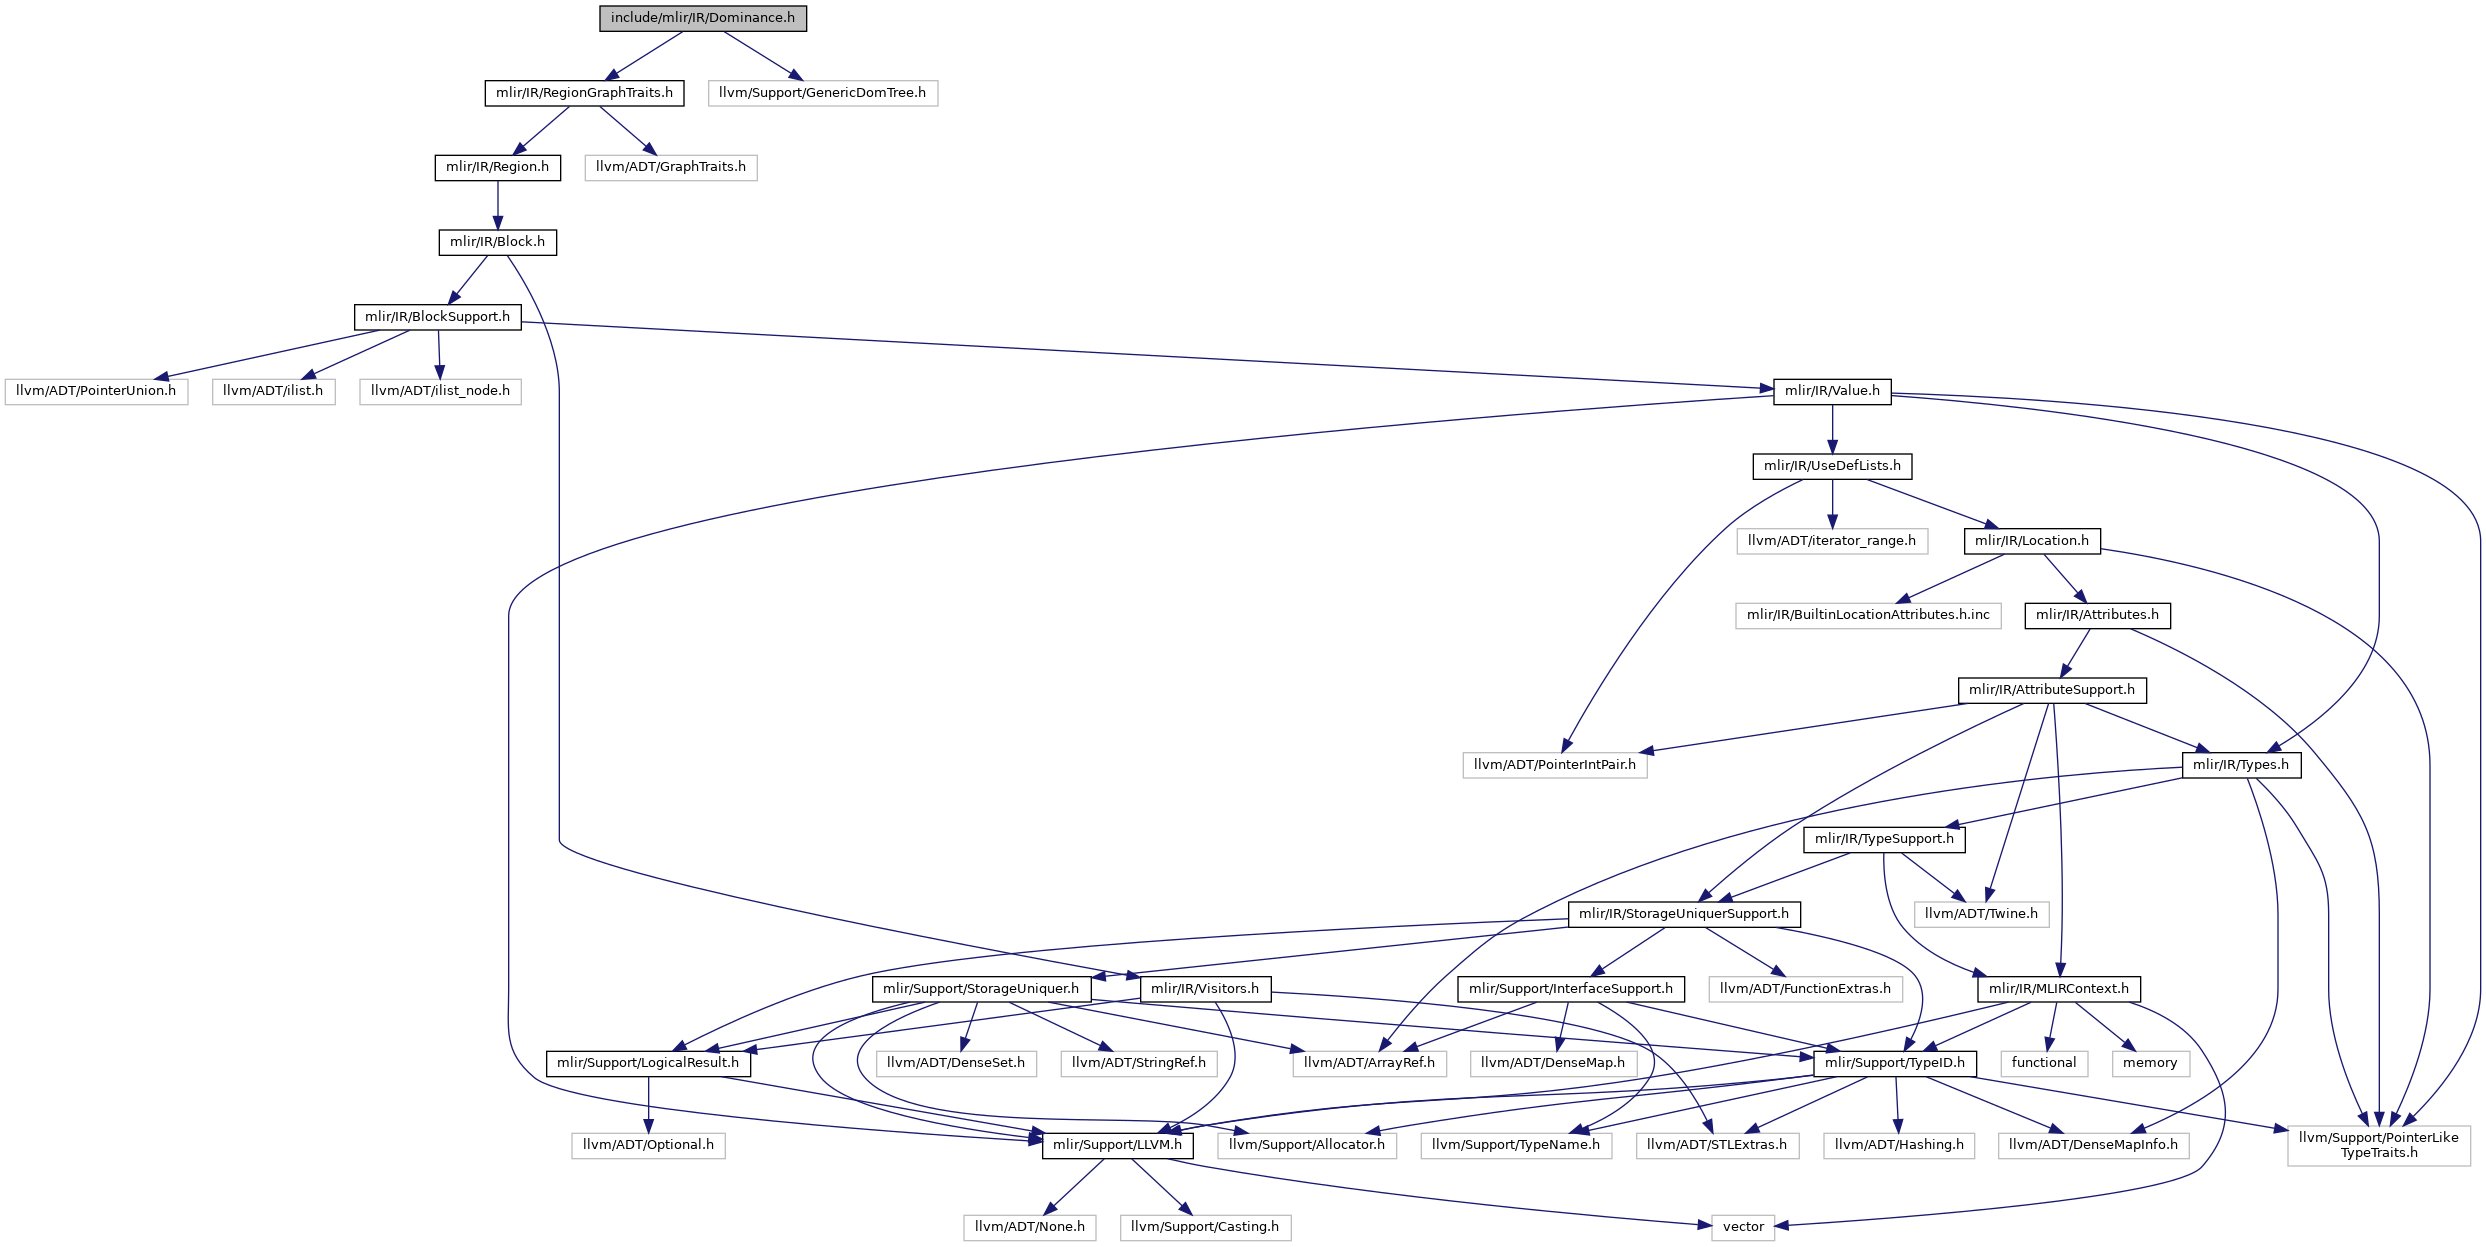 include/mlir/IR/Dominance.h
mlir/IR/RegionGraphTraits.h
llvm/Support/GenericDomTree.h
mlir/IR/Region.h
llvm/ADT/GraphTraits.h
mlir/IR/Block.h
mlir/IR/BlockSupport.h
llvm/ADT/PointerUnion.h
llvm/ADT/ilist.h
llvm/ADT/ilist_node.h
mlir/IR/Value.h
mlir/IR/UseDefLists.h
llvm/ADT/iterator_range.h
mlir/IR/Location.h
mlir/IR/BuiltinLocationAttributes.h.inc
mlir/IR/Attributes.h
mlir/IR/AttributeSupport.h
llvm/ADT/PointerIntPair.h
mlir/IR/Types.h
mlir/IR/TypeSupport.h
mlir/IR/StorageUniquerSupport.h
llvm/ADT/Twine.h
mlir/Support/StorageUniquer.h
mlir/IR/Visitors.h
mlir/Support/InterfaceSupport.h
llvm/ADT/FunctionExtras.h
mlir/IR/MLIRContext.h
mlir/Support/LogicalResult.h
llvm/ADT/DenseSet.h
llvm/ADT/StringRef.h
llvm/ADT/ArrayRef.h
llvm/ADT/DenseMap.h
mlir/Support/TypeID.h
functional
memory
llvm/ADT/Optional.h
mlir/Support/LLVM.h
llvm/Support/Allocator.h
llvm/Support/TypeName.h
llvm/ADT/STLExtras.h
llvm/ADT/Hashing.h
llvm/ADT/DenseMapInfo.h
llvm/Support/PointerLike
TypeTraits.h
llvm/ADT/None.h
llvm/Support/Casting.h
vector